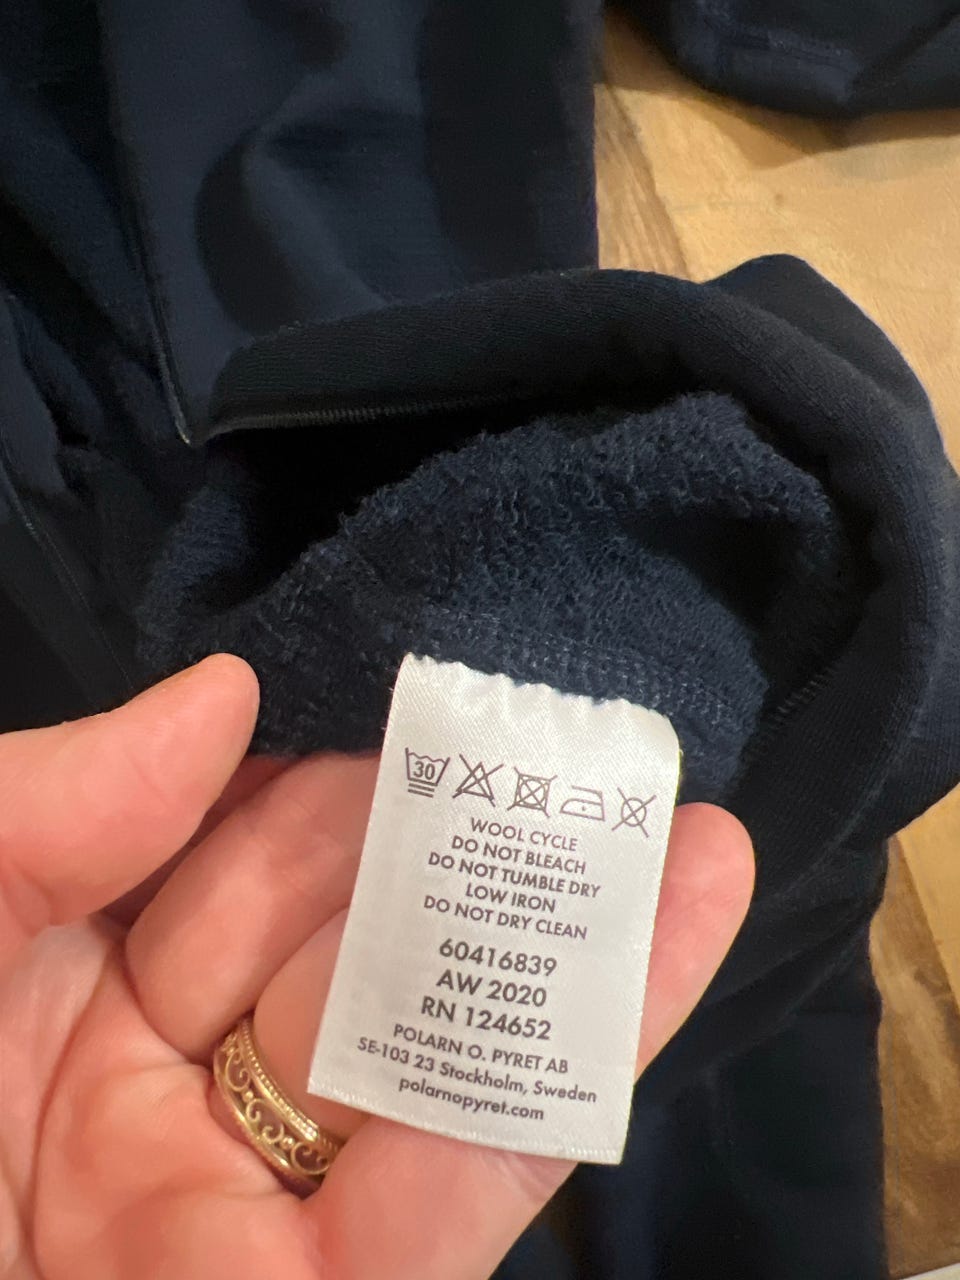 30
WOOL CYCLE
DO NOT BLEACH
DO NOT TUMBLE DRY
LOW IRON
DO NOT DRY CLEAN
60416839
AW 2020
RN 124652
POLARN O. PYRET AB
SE-103 23 Stockholm, Sweden
polarnopyret.com